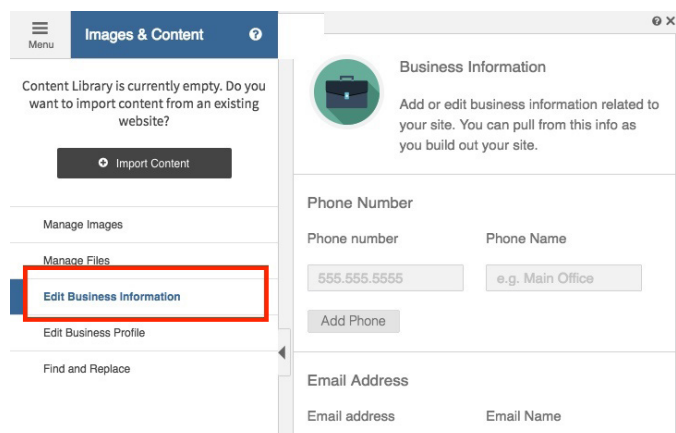 Menu
Images & Content
?
Content Library is currently empty. Do you
want to import content from an existing
website?
Import Content
Manage Images
Manage Files
Edit Business Information
Edit Business Profile
Find and Replace
? X
Business Information
Add or edit business information related to
your site. You can pull from this info as
you build out your site.
Phone Number
Phone number Phone Name
555.555.5555 e.g. Main Office
Add Phone
Email Address
Email address Email Name